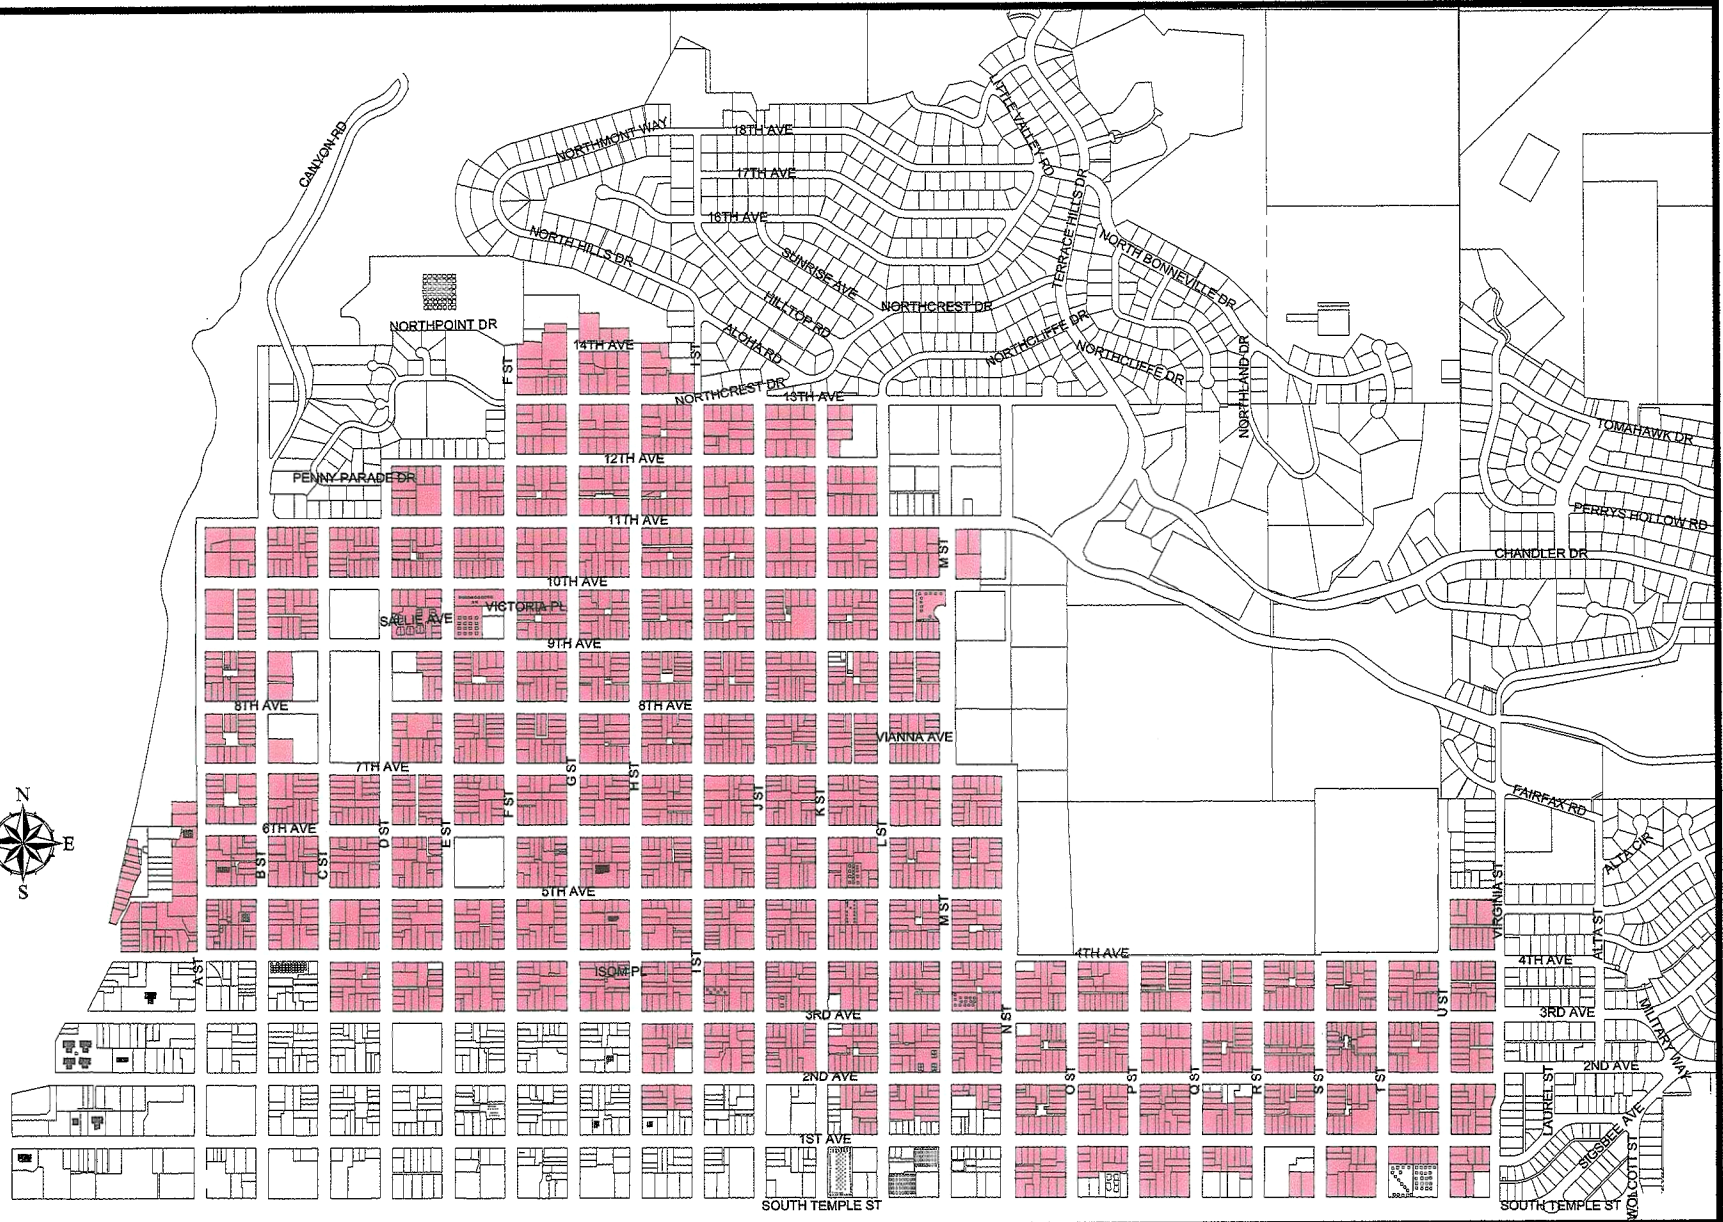 CANYON RD
NORTHMONT WAY
18TH AVE
17TH AVE
16TH AVE
LITTLE VALLEY RD
TERRACE HILLS DR
NORTH HILLS DR
SUNRISE AVE
HILLTOP RD
NORTHCREST DR
ALOHA RD
NORTH BONNEVILLE DR
NORTHCLIFFE DR
NORTHCLIFFE DR
NORTHLAND DR
NORTHPOINT DR
14TH AVE
F ST
I ST
NORTHCREST DR
13TH AVE
TOMAHAWK DR
12TH AVE
PENNY PARADE DR
11TH AVE
PERRYS HOLLOW RD
CHANDLER DR
M ST
10TH AVE
VICTORIA PL
SALLIE AVE
9TH AVE
8TH AVE
8TH AVE
VIANNA AVE
7TH AVE
G ST
H ST
F ST
J ST
K ST
FAIRFAX RD
N
E
S
6TH AVE
B ST
C ST
D ST
E ST
L ST
ALTA CIR
5TH AVE
VIRGINIA ST
M ST
ALTA ST
4TH AVE
4TH AVE
A ST
ISOM PL
I ST
N ST
U ST
3RD AVE
3RD AVE
MILITARY WAY
2ND AVE
2ND AVE
O ST
P ST
Q ST
R ST
S ST
T ST
LAUREL ST
SIGSBEE AVE
1ST AVE
WOLCOTT ST
SOUTH TEMPLE ST
SOUTH TEMPLE ST